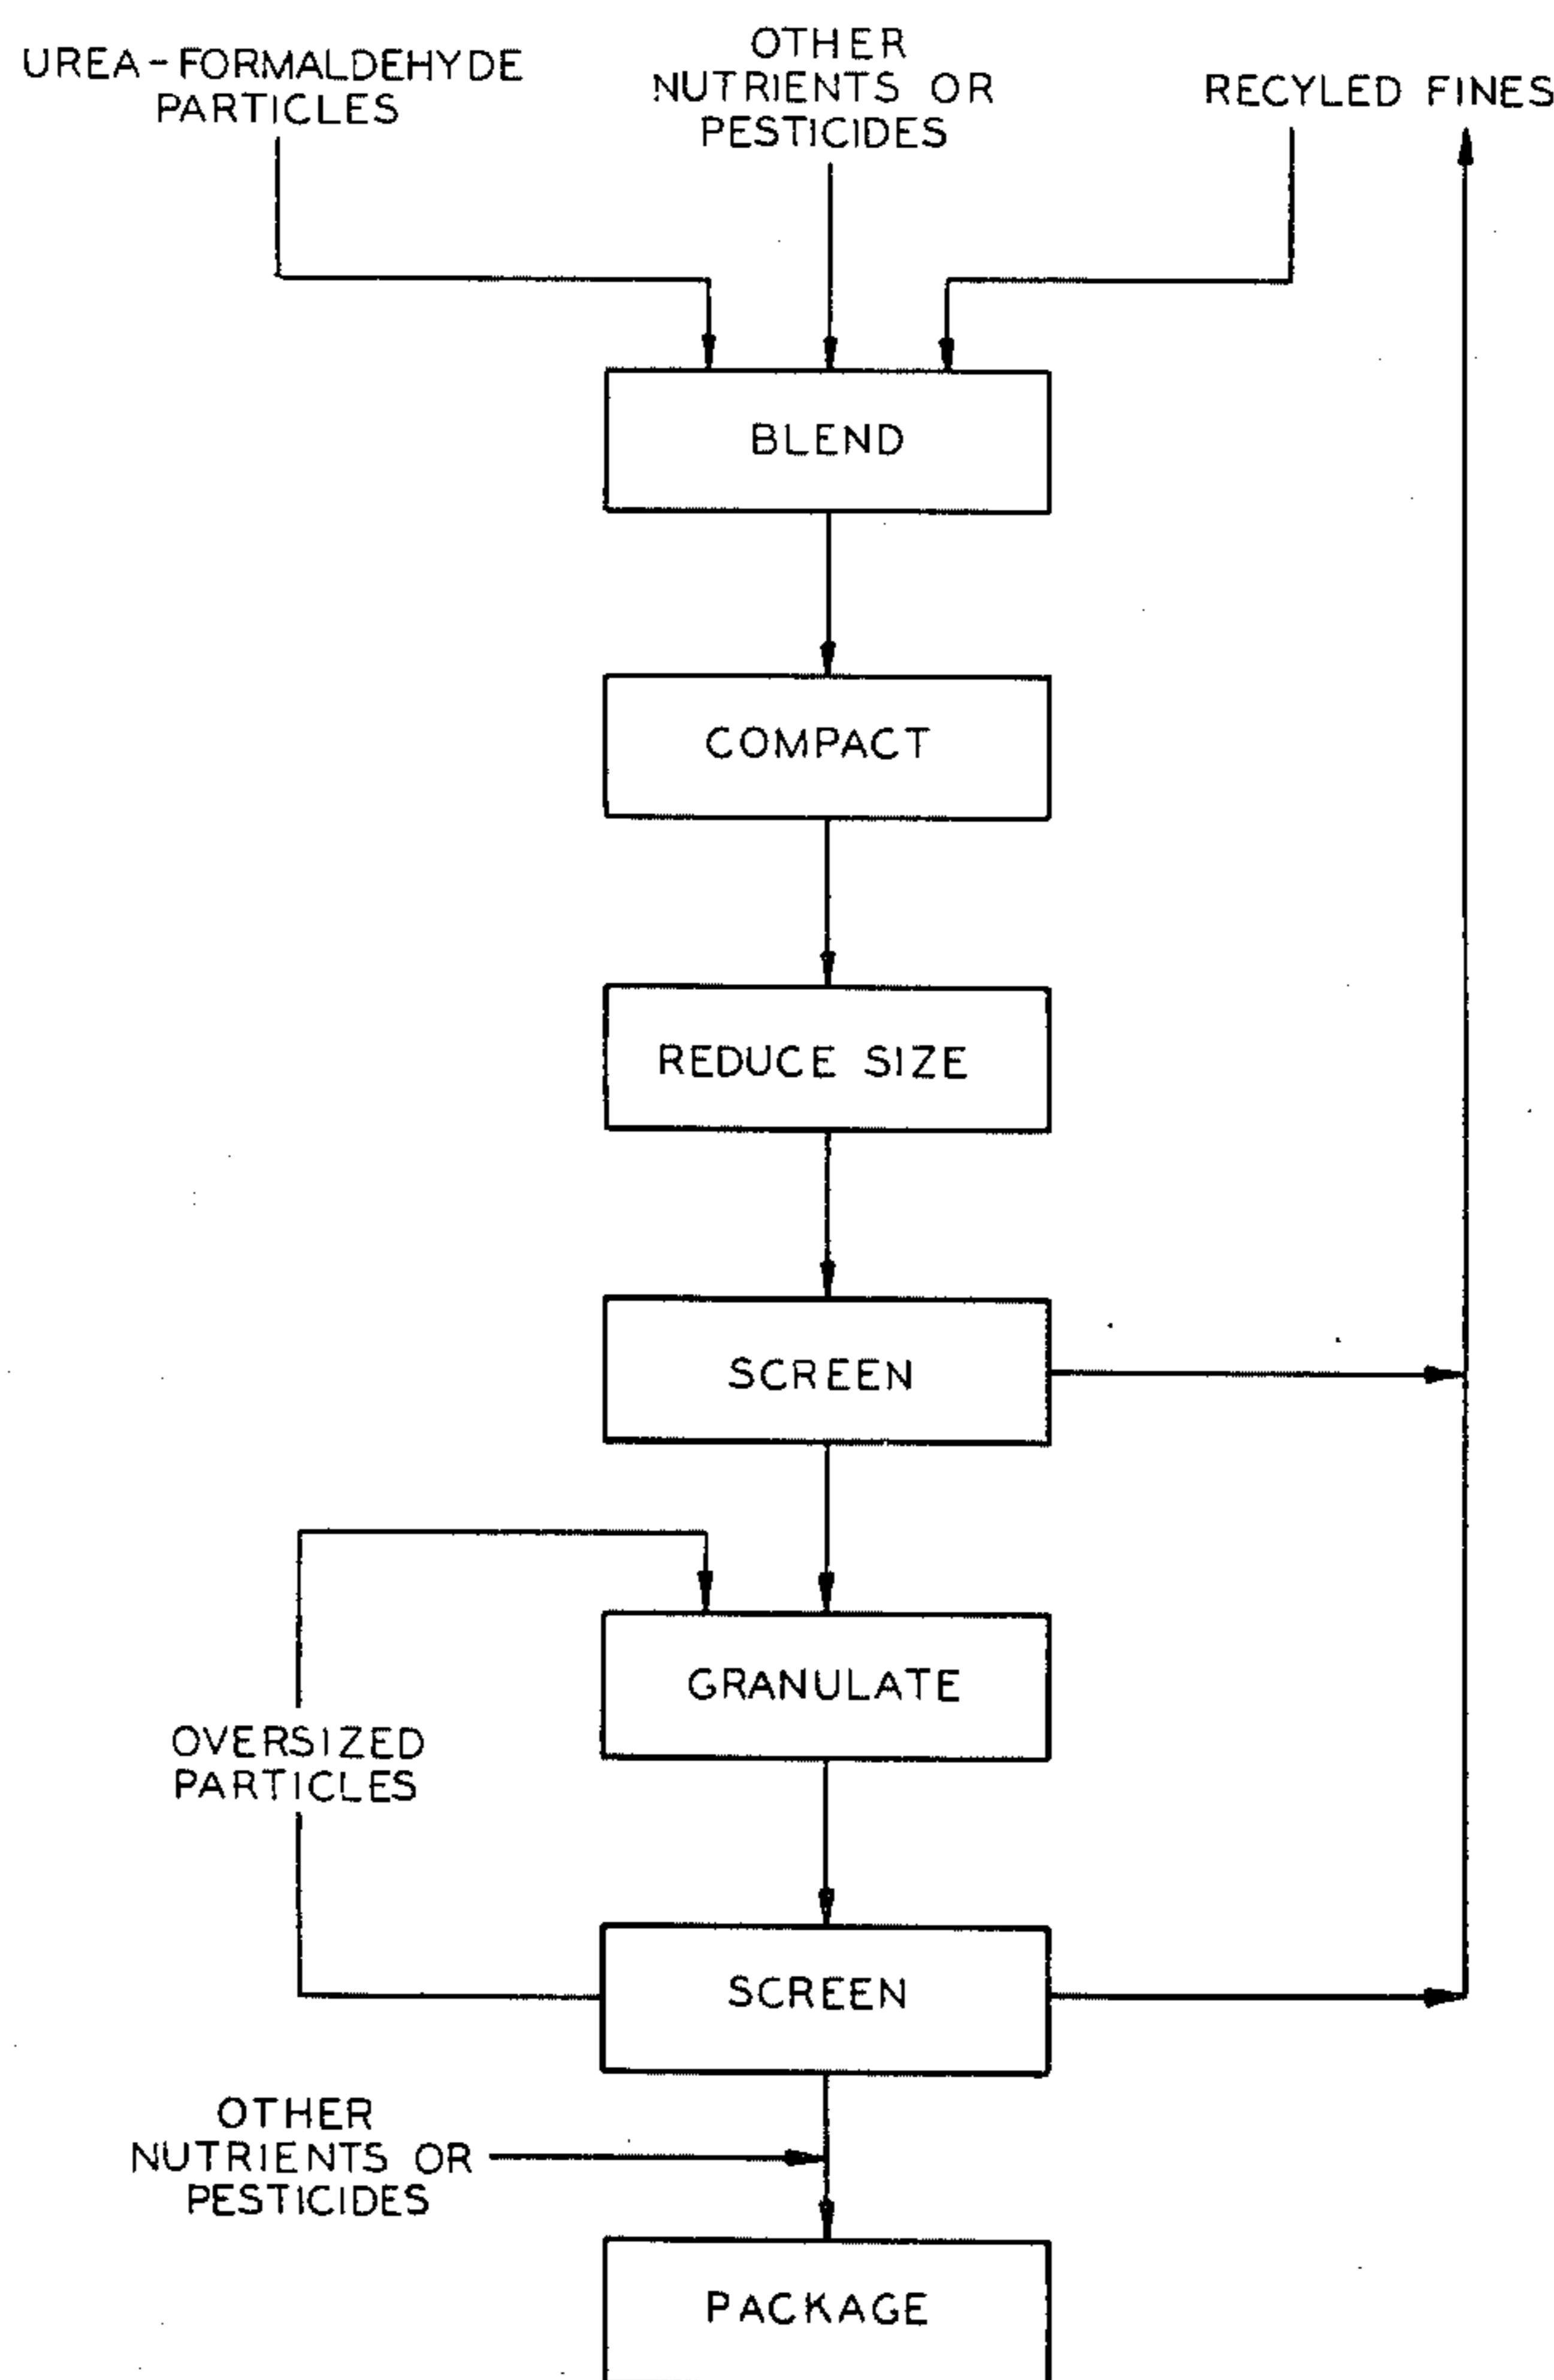 UREA-FORMALDEHYDE
PARTICLES
OTHER
NUTRIENTS OR
PESTICIDES
RECYLED FINES
BLEND
COMPACT
REDUCE SIZE
SCREEN
GRANULATE
OVERSIZED
PARTICLES
SCREEN
OTHER
NUTRIENTS OR
PESTICIDES
PACKAGE